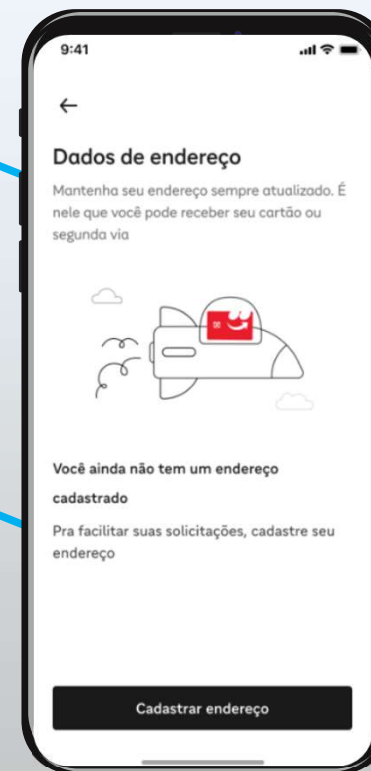 9:41
Dados de endereço
Mantenha seu endereço sempre atualizado. É
nele que você pode receber seu cartão ou
segunda via
Você ainda não tem um endereço
cadastrado
Pra facilitar suas solicitações, cadastre seu
endereço
Cadastrar endereço